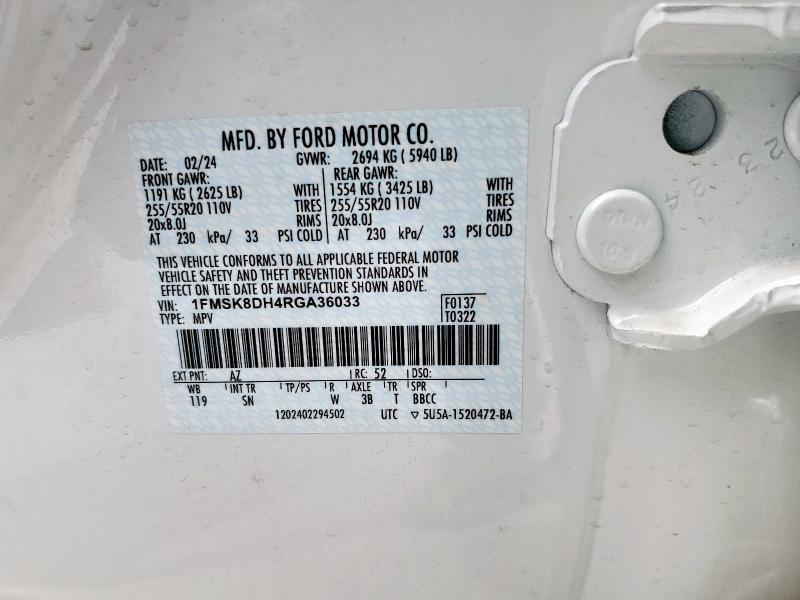 MFD. BY FORD MOTOR CO.
DATE: 02/24 GVWR: 2694 KG ( 5940 LB)
FRONT GAWR: REAR GAWR:
1191 KG ( 2625 LB) WITH 1554 KG ( 3425 LB) WITH
255/55R20 110V TIRES 255/55R20 110V TIRES
20x8.0J RIMS 20x8.0J RIMS
AT 230 kPa/ 33 PSI COLD AT 230 kPa/ 33 PSI COLD
THIS VEHICLE CONFORMS TO ALL APPLICABLE FEDERAL MOTOR
VEHICLE SAFETY AND THEFT PREVENTION STANDARDS IN
EFFECT ON THE DATE OF MANUFACTURE SHOWN ABOVE.
VIN: 1FMSK8DH4RGA36033 F0137
TYPE: MPV T0322
EXT PNT: AZ RC: 52 DSO:
WB INT TR TP/PS R AXLE TR SPR
119 SN W 3B T BBCC
1202402294502 UTC ▽ 5U5A-1520472-BA
2 3
2 4